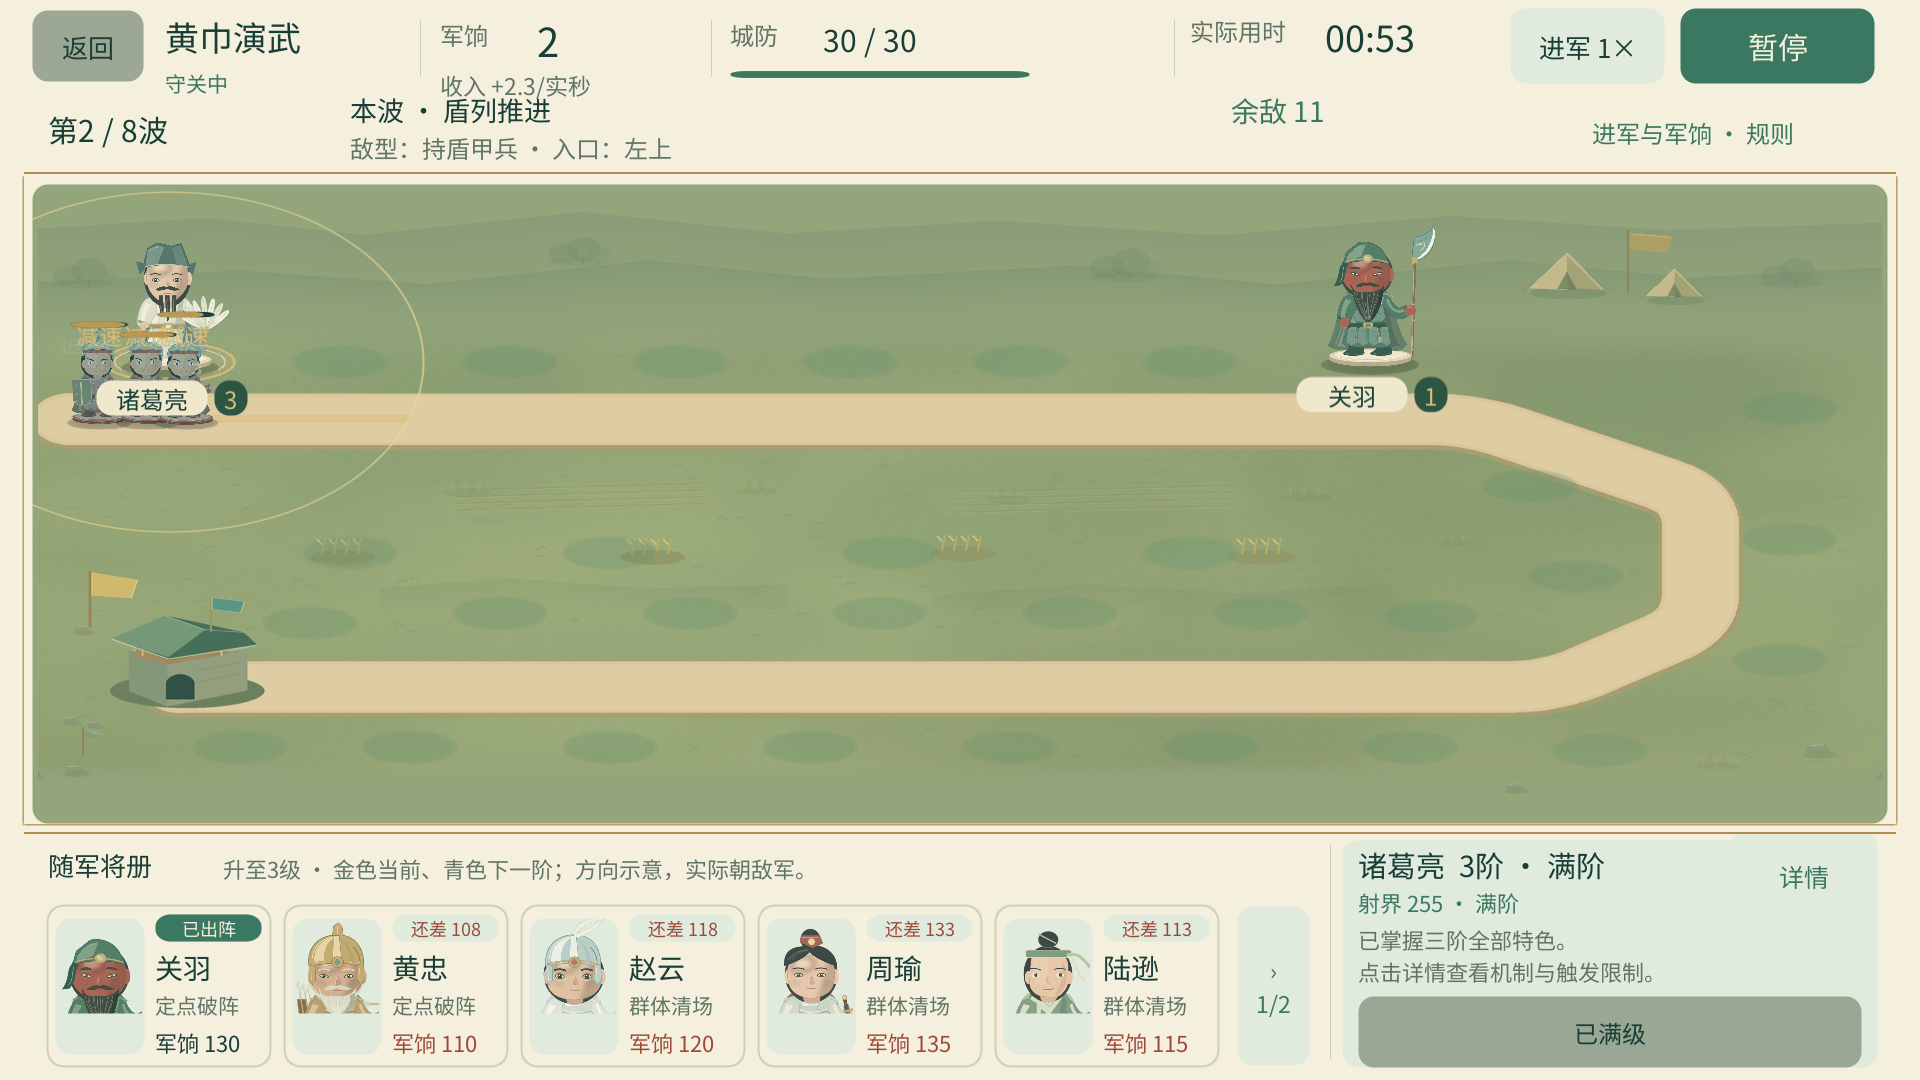 返回
黄巾演武
守关中
军饷 2
收入 +2.3/实秒
城防 30 / 30
实际用时 00:53
进军 1×
暂停
第2 / 8波
本波 · 盾列推进
敌型：持盾甲兵 · 入口：左上
余敌 11
进军与军饷 · 规则
诸葛亮 3
关羽 1
随军将册
升至3级 · 金色当前、青色下一阶；方向示意，实际朝敌军。
已出阵
关羽
定点破阵
军饷 130
还差 108
黄忠
定点破阵
军饷 110
还差 118
赵云
群体清场
军饷 120
还差 133
周瑜
群体清场
军饷 135
还差 113
陆逊
群体清场
军饷 115
›
1/2
诸葛亮 3阶 · 满阶
详情
射界 255 · 满阶
已掌握三阶全部特色。
点击详情查看机制与触发限制。
已满级